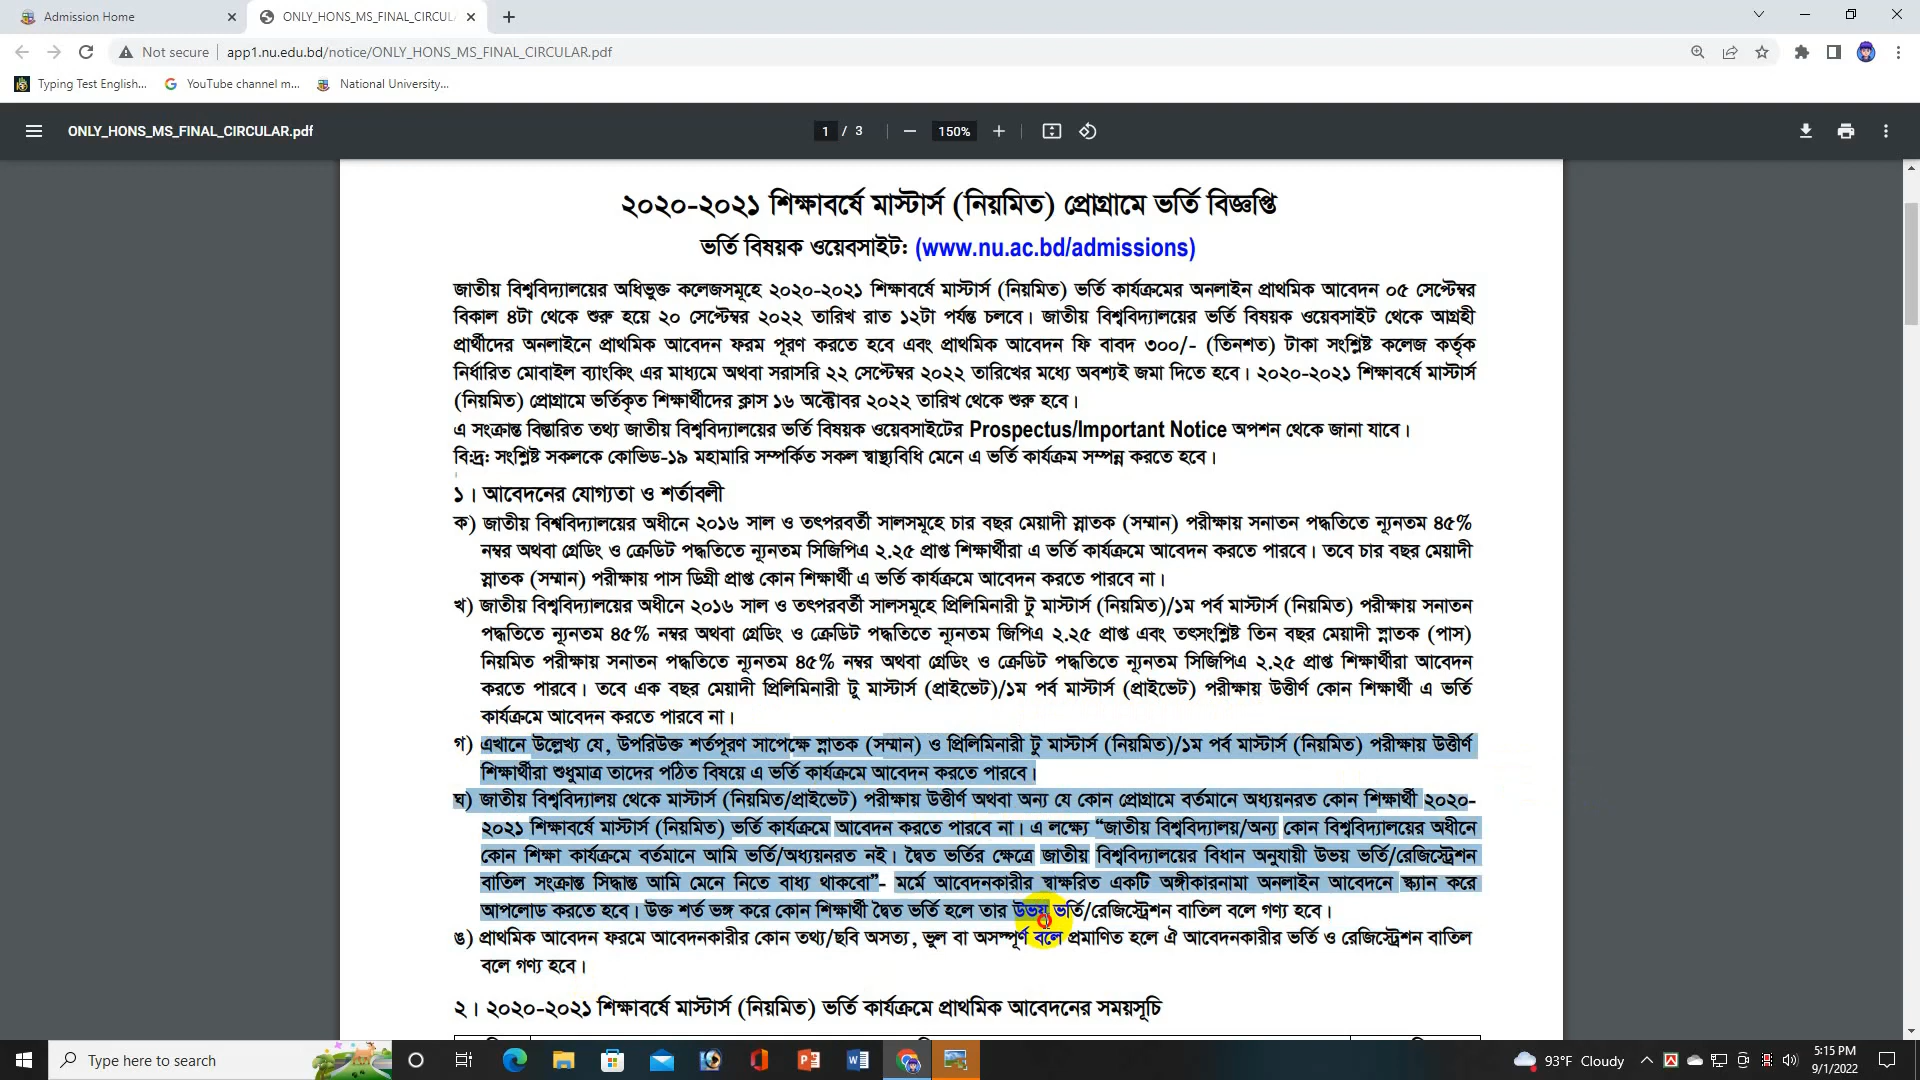 Admission Home
ONLY_HONS_MS_FINAL_CIRCUL
Not secure
app1.nu.edu.bd/notice/ONLY_HONS_MS_FINAL_CIRCULAR.pdf
Typing Test English...
YouTube channel m...
National University...
ONLY_HONS_MS_FINAL_CIRCULAR.pdf
1 / 3
150%
২০২০-২০২১ শিক্ষাবর্ষে মাস্টার্স (নিয়মিত) প্রোগ্রামে ভর্তি বিজ্ঞপ্তি
ভর্তি বিষয়ক ওয়েবসাইট: (www.nu.ac.bd/admissions)
জাতীয় বিশ্ববিদ্যালয়ের অধিভুক্ত কলেজসমূহে ২০২০-২০২১ শিক্ষাবর্ষে মাস্টার্স (নিয়মিত) ভর্তি কার্যক্রমের অনলাইন প্রাথমিক আবেদন ০৫ সেপ্টেম্বর
বিকাল ৪টা থেকে শুরু হয়ে ২০ সেপ্টেম্বর ২০২২ তারিখ রাত ১২টা পর্যন্ত চলবে। জাতীয় বিশ্ববিদ্যালয়ের ভর্তি বিষয়ক ওয়েবসাইট থেকে আগ্রহী
প্রার্থীদের অনলাইনে প্রাথমিক আবেদন ফরম পূরণ করতে হবে এবং প্রাথমিক আবেদন ফি বাবদ ৩০০/- (তিনশত) টাকা সংশ্লিষ্ট কলেজ কর্তৃক
নির্ধারিত মোবাইল ব্যাংকিং এর মাধ্যমে অথবা সরাসরি ২২ সেপ্টেম্বর ২০২২ তারিখের মধ্যে অবশ্যই জমা দিতে হবে। ২০২০-২০২১ শিক্ষাবর্ষে মাস্টার্স
(নিয়মিত) প্রোগ্রামে ভর্তিকৃত শিক্ষার্থীদের ক্লাস ১৬ অক্টোবর ২০২২ তারিখ থেকে শুরু হবে।
এ সংক্রান্ত বিস্তারিত তথ্য জাতীয় বিশ্ববিদ্যালয়ের ভর্তি বিষয়ক ওয়েবসাইটের Prospectus/Important Notice অপশন থেকে জানা যাবে।
বি:দ্র: সংশ্লিষ্ট সকলকে কোভিড-১৯ মহামারি সম্পর্কিত সকল স্বাস্থ্যবিধি মেনে এ ভর্তি কার্যক্রম সম্পন্ন করতে হবে।
১। আবেদনের যোগ্যতা ও শর্তাবলী
ক) জাতীয় বিশ্ববিদ্যালয়ের অধীনে ২০১৬ সাল ও তৎপরবর্তী সালসমূহে চার বছর মেয়াদী স্নাতক (সম্মান) পরীক্ষায় সনাতন পদ্ধতিতে ন্যূনতম ৪৫%
নম্বর অথবা গ্রেডিং ও ক্রেডিট পদ্ধতিতে ন্যূনতম সিজিপিএ ২.২৫ প্রাপ্ত শিক্ষার্থীরা এ ভর্তি কার্যক্রমে আবেদন করতে পারবে। তবে চার বছর মেয়াদী
স্নাতক (সম্মান) পরীক্ষায় পাস ডিগ্রী প্রাপ্ত কোন শিক্ষার্থী এ ভর্তি কার্যক্রমে আবেদন করতে পারবে না।
খ) জাতীয় বিশ্ববিদ্যালয়ের অধীনে ২০১৬ সাল ও তৎপরবর্তী সালসমূহে প্রিলিমিনারী টু মাস্টার্স (নিয়মিত)/১ম পর্ব মাস্টার্স (নিয়মিত) পরীক্ষায় সনাতন
পদ্ধতিতে ন্যূনতম ৪৫% নম্বর অথবা গ্রেডিং ও ক্রেডিট পদ্ধতিতে ন্যূনতম জিপিএ ২.২৫ প্রাপ্ত এবং তৎসংশ্লিষ্ট তিন বছর মেয়াদী স্নাতক (পাস)
নিয়মিত পরীক্ষায় সনাতন পদ্ধতিতে ন্যূনতম ৪৫% নম্বর অথবা গ্রেডিং ও ক্রেডিট পদ্ধতিতে ন্যূনতম সিজিপিএ ২.২৫ প্রাপ্ত শিক্ষার্থীরা আবেদন
করতে পারবে। তবে এক বছর মেয়াদী প্রিলিমিনারী টু মাস্টার্স (প্রাইভেট)/১ম পর্ব মাস্টার্স (প্রাইভেট) পরীক্ষায় উত্তীর্ণ কোন শিক্ষার্থী এ ভর্তি
কার্যক্রমে আবেদন করতে পারবে না।
গ) এখানে উল্লেখ্য যে, উপরিউক্ত শর্তপূরণ সাপেক্ষে স্নাতক (সম্মান) ও প্রিলিমিনারী টু মাস্টার্স (নিয়মিত)/১ম পর্ব মাস্টার্স (নিয়মিত) পরীক্ষায় উত্তীর্ণ
শিক্ষার্থীরা শুধুমাত্র তাদের পঠিত বিষয়ে এ ভর্তি কার্যক্রমে আবেদন করতে পারবে।
ঘ) জাতীয় বিশ্ববিদ্যালয় থেকে মাস্টার্স (নিয়মিত/প্রাইভেট) পরীক্ষায় উত্তীর্ণ অথবা অন্য যে কোন প্রোগ্রামে বর্তমানে অধ্যয়নরত কোন শিক্ষার্থী ২০২০-
২০২১ শিক্ষাবর্ষে মাস্টার্স (নিয়মিত) ভর্তি কার্যক্রমে আবেদন করতে পারবে না। এ লক্ষ্যে “জাতীয় বিশ্ববিদ্যালয়/অন্য কোন বিশ্ববিদ্যালয়ের অধীনে
কোন শিক্ষা কার্যক্রমে বর্তমানে আমি ভর্তি/অধ্যয়নরত নই। দ্বৈত ভর্তির ক্ষেত্রে জাতীয় বিশ্ববিদ্যালয়ের বিধান অনুযায়ী উভয় ভর্তি/রেজিস্ট্রেশন
বাতিল সংক্রান্ত সিদ্ধান্ত আমি মেনে নিতে বাধ্য থাকবো”- মর্মে আবেদনকারীর স্বাক্ষরিত একটি অঙ্গীকারনামা অনলাইন আবেদনে স্ক্যান করে
আপলোড করতে হবে। উক্ত শর্ত ভঙ্গ করে কোন শিক্ষার্থী দ্বৈত ভর্তি হলে তার উভয় ভর্তি/রেজিস্ট্রেশন বাতিল বলে গণ্য হবে।
ঙ) প্রাথমিক আবেদন ফরমে আবেদনকারীর কোন তথ্য/ছবি অসত্য, ভুল বা অসম্পূর্ণ বলে প্রমাণিত হলে ঐ আবেদনকারীর ভর্তি ও রেজিস্ট্রেশন বাতিল
বলে গণ্য হবে।
২। ২০২০-২০২১ শিক্ষাবর্ষে মাস্টার্স (নিয়মিত) ভর্তি কার্যক্রমে প্রাথমিক আবেদনের সময়সূচি
Type here to search
93°F Cloudy
5:15 PM
9/1/2022